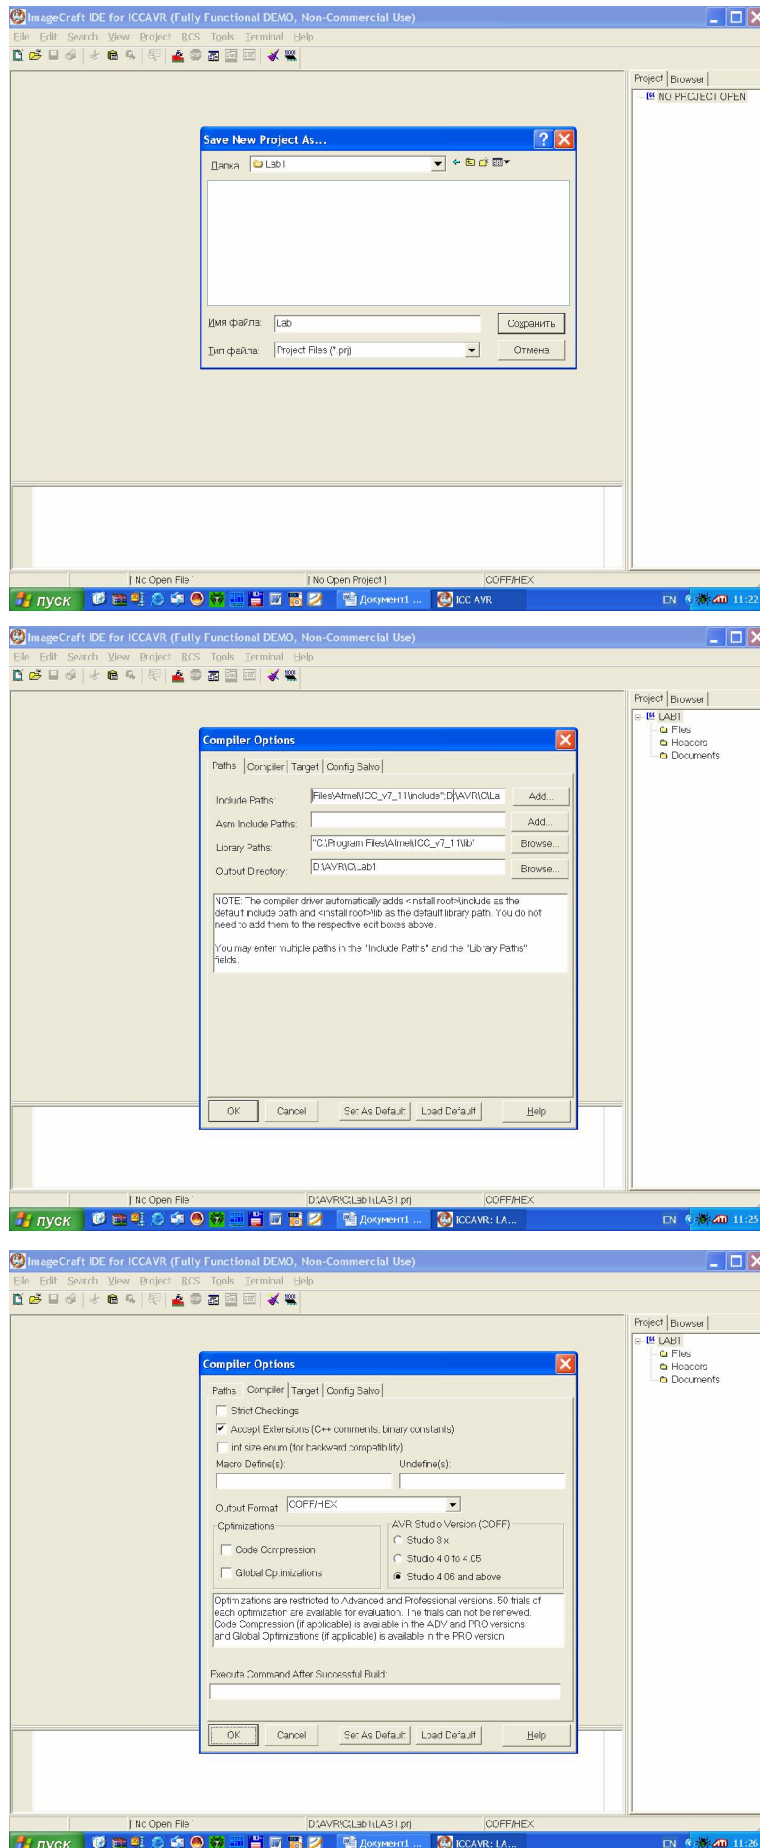 ImageCraft IDE for ICCAVR (Fully Functional DEMO, Non-Commercial Use)
File Edit Search View Project RCS Tools Terminal Help
Project Browser
NO PROJECT OPEN
Save New Project As...
Папка Lab1
Имя файла: Lab Сохранить
Тип файла: Project Files (*.prj) Отмена
[ No Open File ] [ No Open Project ] COFF/HEX
пуск Документ1 ... ICC AVR EN 11:22
ImageCraft IDE for ICCAVR (Fully Functional DEMO, Non-Commercial Use)
File Edit Search View Project RCS Tools Terminal Help
Project Browser
LAB1
Files
Headers
Documents
Compiler Options
Paths Compiler Target Config Salvo
Include Paths: Files\Atmel\ICC_v7_11\include";D:\AVR\C\La Add...
Asm Include Paths: Add...
Library Paths: "C:\Program Files\Atmel\ICC_v7_11\lib" Browse...
Output Directory: D:\AVR\C\Lab1 Browse...
NOTE: The compiler driver automatically adds <install root>\include as the
default include path and <install root>\lib as the default library path. You do not
need to add them to the respective edit boxes above.
You may enter multiple paths in the "Include Paths" and the "Library Paths"
fields.
OK Cancel Set As Default Load Default Help
[ No Open File ] D:\AVR\C\Lab1\LAB1.prj COFF/HEX
пуск Документ1 ... ICCAVR: LA... EN 11:25
ImageCraft IDE for ICCAVR (Fully Functional DEMO, Non-Commercial Use)
File Edit Search View Project RCS Tools Terminal Help
Project Browser
LAB1
Files
Headers
Documents
Compiler Options
Paths Compiler Target Config Salvo
Strict Checkings
Accept Extensions (C++ comments, binary constants)
int size enum (for backward compatibility)
Macro Define(s): Undefine(s):
Output Format COFF/HEX
Optimizations AVR Studio Version (COFF)
Studio 3.x
Code Compression
Studio 4.0 to 4.05
Global Optimizations
Studio 4.06 and above
Optimizations are restricted to Advanced and Professional versions. 50 trials of
each optimization are available for evaluation. The trials can not be renewed.
Code Compression (if applicable) is available in the ADV and PRO versions
and Global Optimizations (if applicable) is available in the PRO version
Execute Command After Successful Build:
OK Cancel Set As Default Load Default Help
[ No Open File ] D:\AVR\C\Lab1\LAB1.prj COFF/HEX
пуск Документ1 ... ICCAVR: LA... EN 11:26